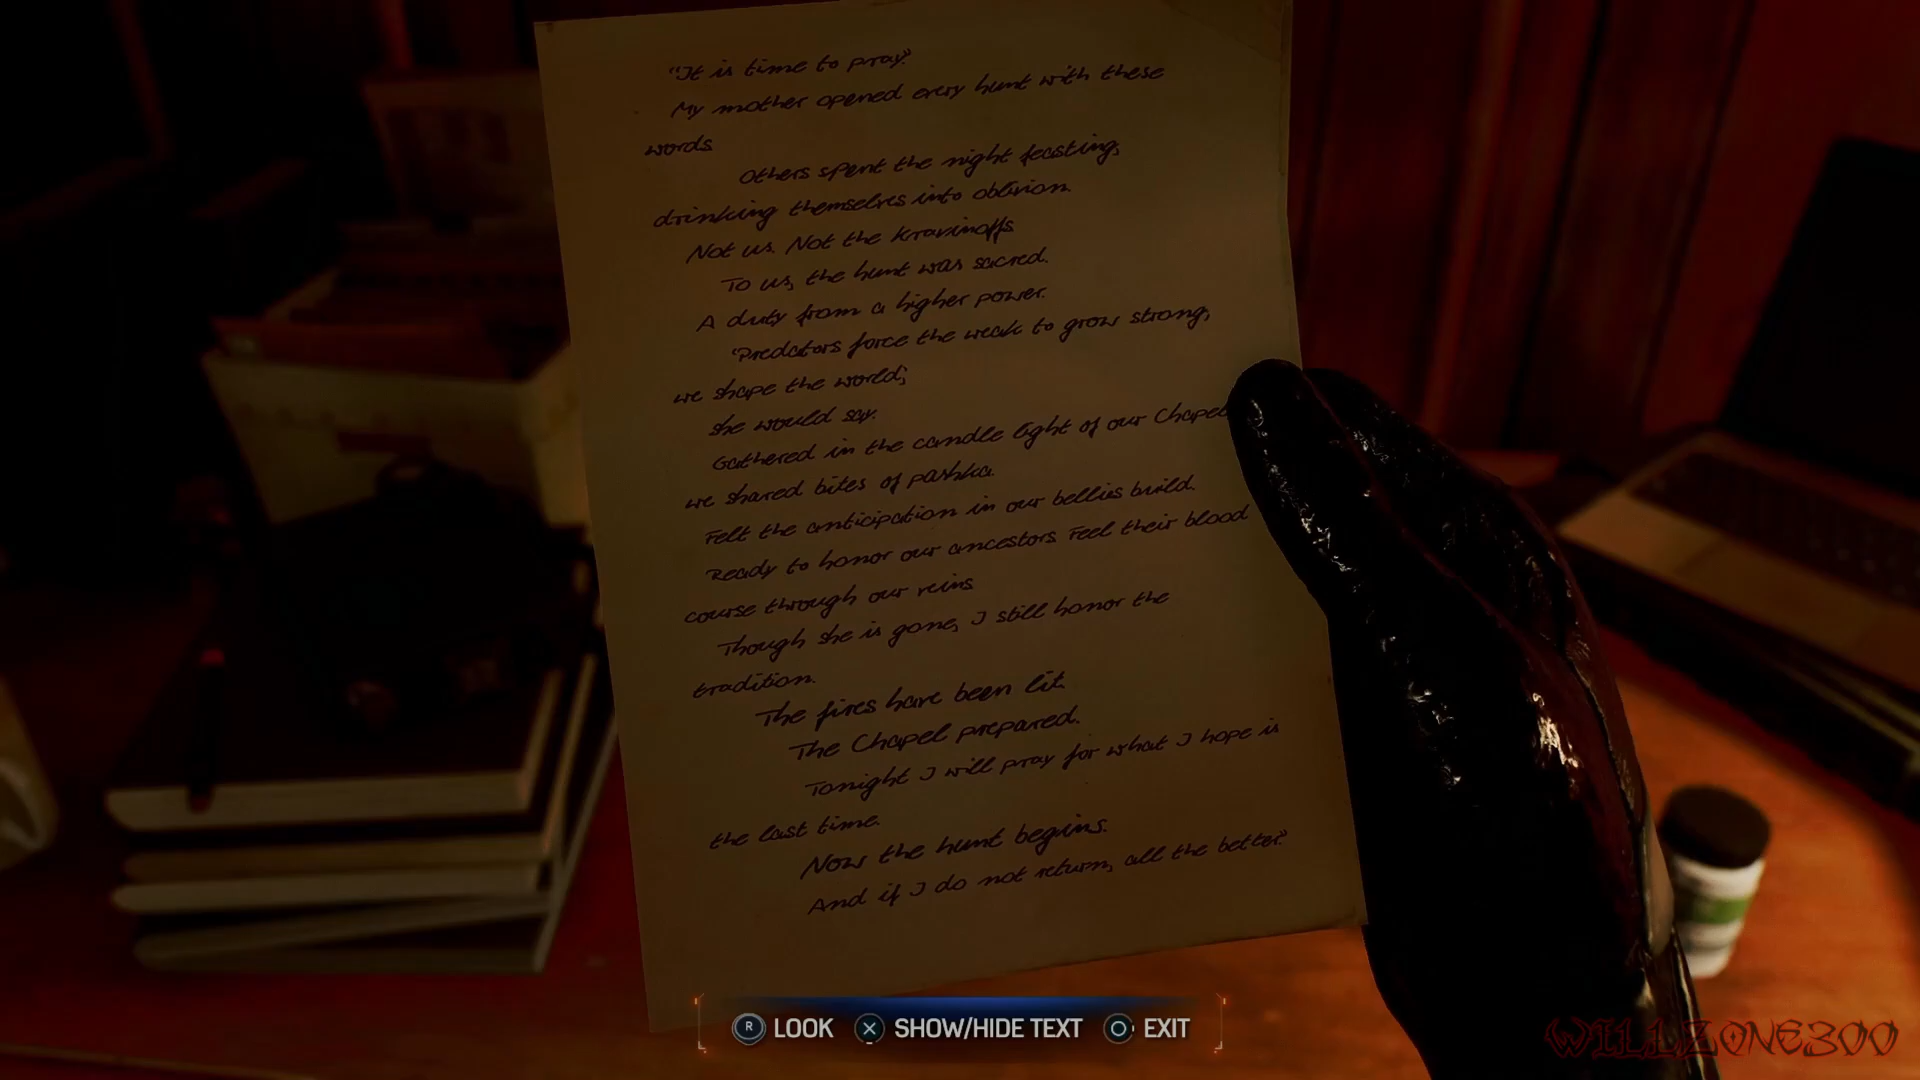 "It is time to pray."
My mother opened every hunt with these
words
Others spent the night feasting,
drinking themselves into oblivion.
Not us. Not the Kravinoffs
To us, the hunt was sacred.
A duty from a higher power.
"Predators force the weak to grow strong,
we shape the world,"
she would say.
Gathered in the candle light of our Chapel
we shared bites of pashka.
Felt the anticipation in our bellies build.
Ready to honor our ancestors Feel their blood
course through our veins
Though she is gone, I still honor the
tradition.
The fires have been lit.
The Chapel prepared.
Tonight I will pray for what I hope is
the last time.
Now the hunt begins.
And if I do not return, all the better."
R LOOK X SHOW/HIDE TEXT O EXIT
WILLZONE300